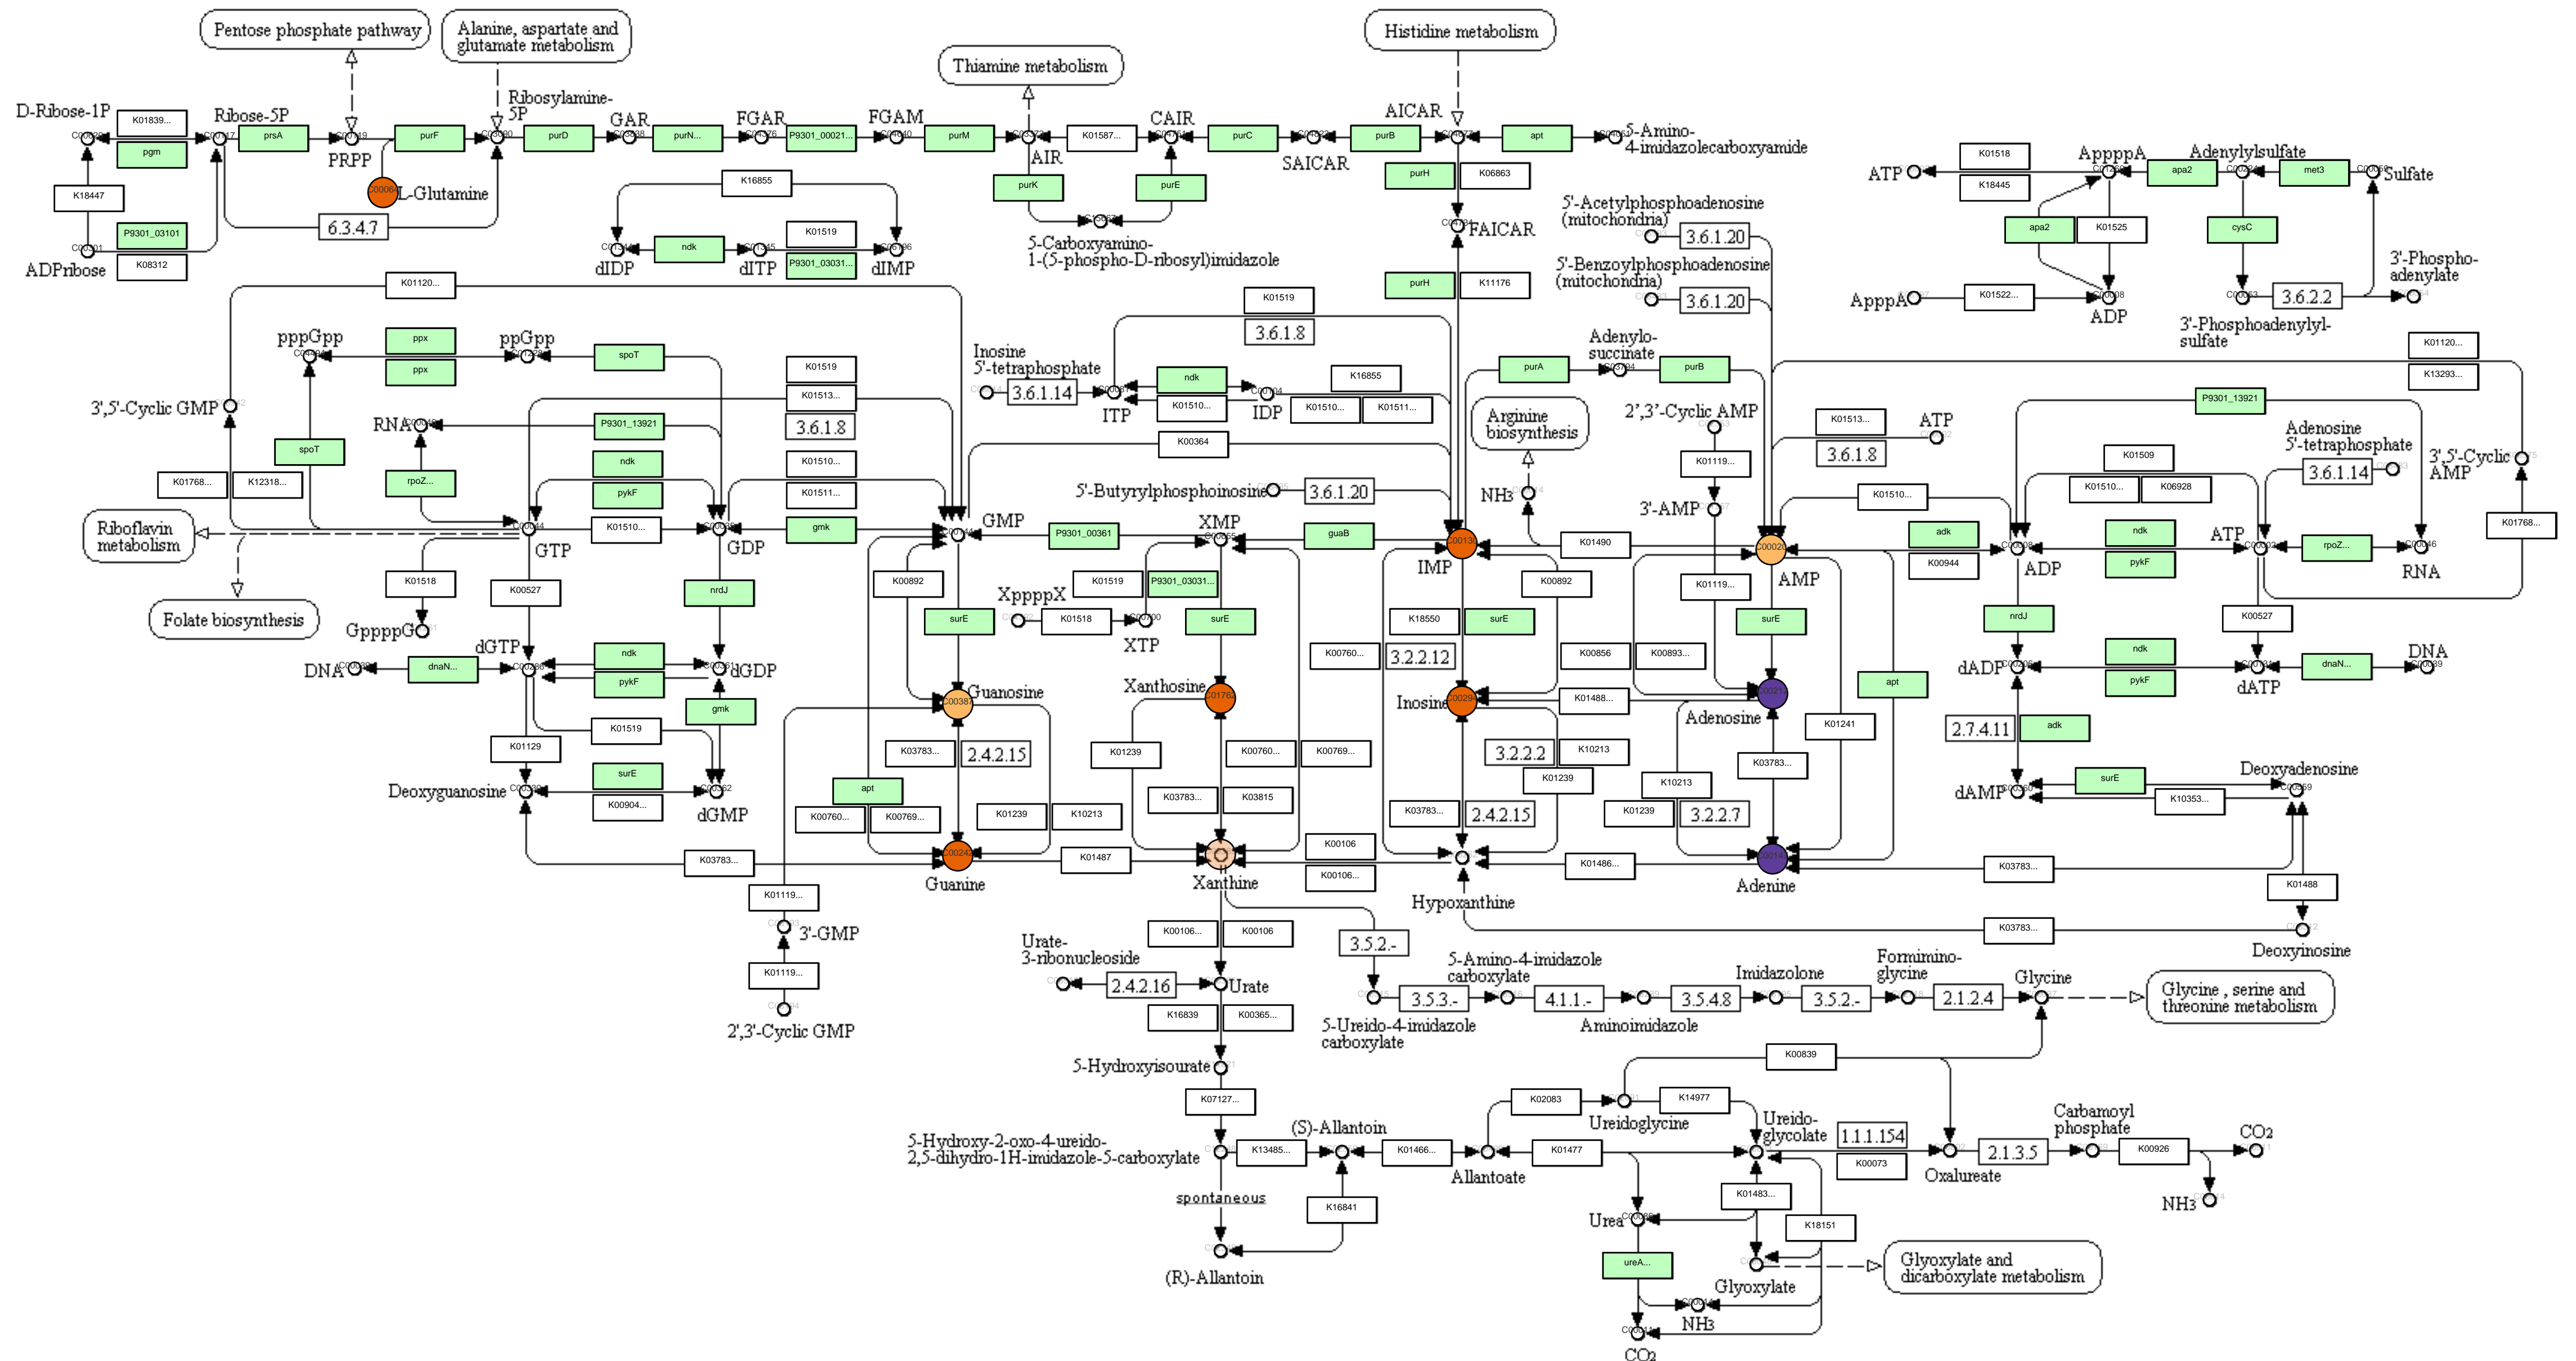 Pentose phosphate pathway
Alanine, aspartate and
glutamate metabolism
Histidine metabolism
Thiamine metabolism
D-Ribose-1P
K01839...
pgm
Ribose-5P
prsA
PRPP
purF
Ribosylamine-
5P
purD
GAR
purN...
FGAR
P9301_00021...
FGAM
purM
AIR
K01587...
CAIR
purC
SAICAR
purB
AICAR
apt
5-Amino-
4-imidazolecarboxyamide
K18447
P9301_03101
K08312
ADPribose
L-Glutamine
6.3.4.7
K16855
dIDP
ndk
dITP
K01519
P9301_03031...
dIMP
purK
purE
5-Carboxyamino-
1-(5-phospho-D-ribosyl)imidazole
purH
K06863
FAICAR
purH
K11176
5'-Acetylphosphoadenosine
(mitochondria)
3.6.1.20
5'-Benzoylphosphoadenosine
(mitochondria)
3.6.1.20
ATP
K01518
K18445
AppppA
apa2
Adenylylsulfate
met3
Sulfate
apa2
K01525
cysC
ApppA
K01522...
ADP
3.6.2.2
3'-Phospho-
adenylate
3'-Phosphoadenylyl-
sulfate
K01120...
pppGpp
ppx
ppx
ppGpp
spoT
K01519
K01513...
3.6.1.8
3',5'-Cyclic GMP
RNA
P9301_13921
spoT
rpoZ...
ndk
pykF
K01510...
K01511...
K01768...
K12318...
Riboflavin
metabolism
GTP
K01510...
GDP
gmk
GMP
Folate biosynthesis
K01519
3.6.1.8
Inosine
5'-tetraphosphate
3.6.1.14
ITP
ndk
K01510...
IDP
K16855
K01510...
K01511...
K00364
5'-Butyrylphosphoinosine
3.6.1.20
P9301_00361
XMP
guaB
IMP
purA
Adenylo-
succinate
purB
Arginine
biosynthesis
NH3
2',3'-Cyclic AMP
K01119...
3'-AMP
K01490
AMP
K01513...
3.6.1.8
ATP
K01510...
adk
K00944
ADP
K01120...
K13293...
P9301_13921
Adenosine
5'-tetraphosphate
3.6.1.14
3',5'-Cyclic
AMP
K01509
K01510...
K06928
ndk
pykF
ATP
rpoZ...
RNA
K01768...
K01518
GppppG
K00527
nrdJ
DNA
dnaN...
dGTP
ndk
pykF
dGDP
gmk
K01519
K01129
Deoxyguanosine
surE
K00904...
dGMP
K00892
surE
Guanosine
K03783...
2.4.2.15
apt
K00760...
K00769...
K01239
K10213
Guanine
K03783...
K01487
XppppX
K01518
XTP
K01519
P9301_03031...
surE
Xanthosine
K01239
K00760...
K00769...
K03783...
K03815
Xanthine
K00106
K00106...
K00892
K18550
surE
K00760...
3.2.2.12
Inosine
K01488...
3.2.2.2
K10213
K01239
K03783...
2.4.2.15
Hypoxanthine
K01486...
K01119...
surE
K00856
K00893...
Adenosine
K10213
K01239
3.2.2.7
K03783...
K01241
apt
Adenine
nrdJ
K00527
dADP
ndk
pykF
dATP
dnaN...
DNA
2.7.4.11
adk
dAMP
surE
K10353...
Deoxyadenosine
K03783...
K01488
K03783...
Deoxyinosine
K01119...
3'-GMP
K01119...
2',3'-Cyclic GMP
K00106...
K00106
Urate-
3-ribonucleoside
2.4.2.16
Urate
K16839
K00365...
5-Hydroxyisourate
K07127...
5-Hydroxy-2-oxo-4-ureido-
2,5-dihydro-1H-imidazole-5-carboxylate
spontaneous
(R)-Allantoin
K13485...
(S)-Allantoin
K16841
K01466...
Allantoate
3.5.2.-
5-Ureido-4-imidazole
carboxylate
3.5.3.-
5-Amino-4-imidazole
carboxylate
4.1.1.-
Aminoimidazole
3.5.4.8
Imidazolone
3.5.2.-
Formimino-
glycine
2.1.2.4
Glycine
Glycine , serine and
threonine metabolism
K00839
K02083
Ureidoglycine
K14977
K01477
Ureido-
glycolate
1.1.1.154
K00073
Oxalureate
2.1.3.5
Carbamoyl
phosphate
K00926
CO2
NH3
K01483...
K18151
Urea
ureA...
Glyoxylate
Glyoxylate and
dicarboxylate metabolism
NH3
CO2